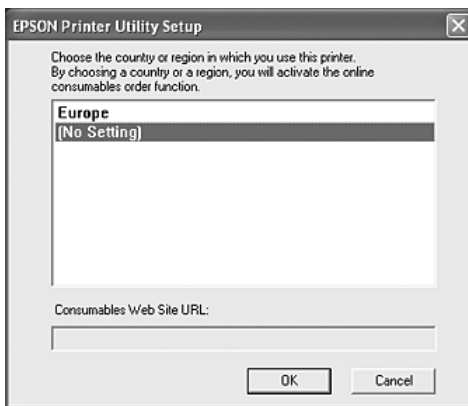 EPSON Printer Utility Setup
Choose the country or region in which you use this printer.
By choosing a country or a region, you will activate the online
consumables order function.
Europe
(No Setting)
Consumables Web Site URL:
OK
Cancel